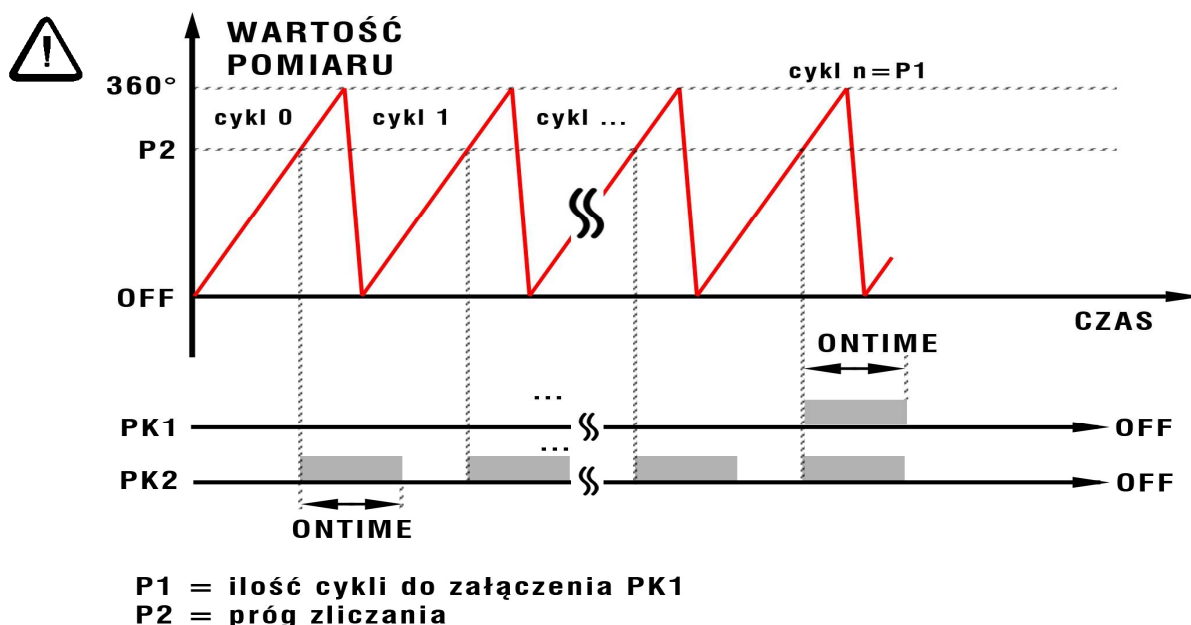 !
WARTOŚĆ
POMIARU
360°
cykl n=P1
cykl 0 cykl 1 cykl ...
P2
OFF
CZAS
ONTIME
...
PK1 OFF
...
PK2 OFF
ONTIME
P1 = ilość cykli do załączenia PK1
P2 = próg zliczania